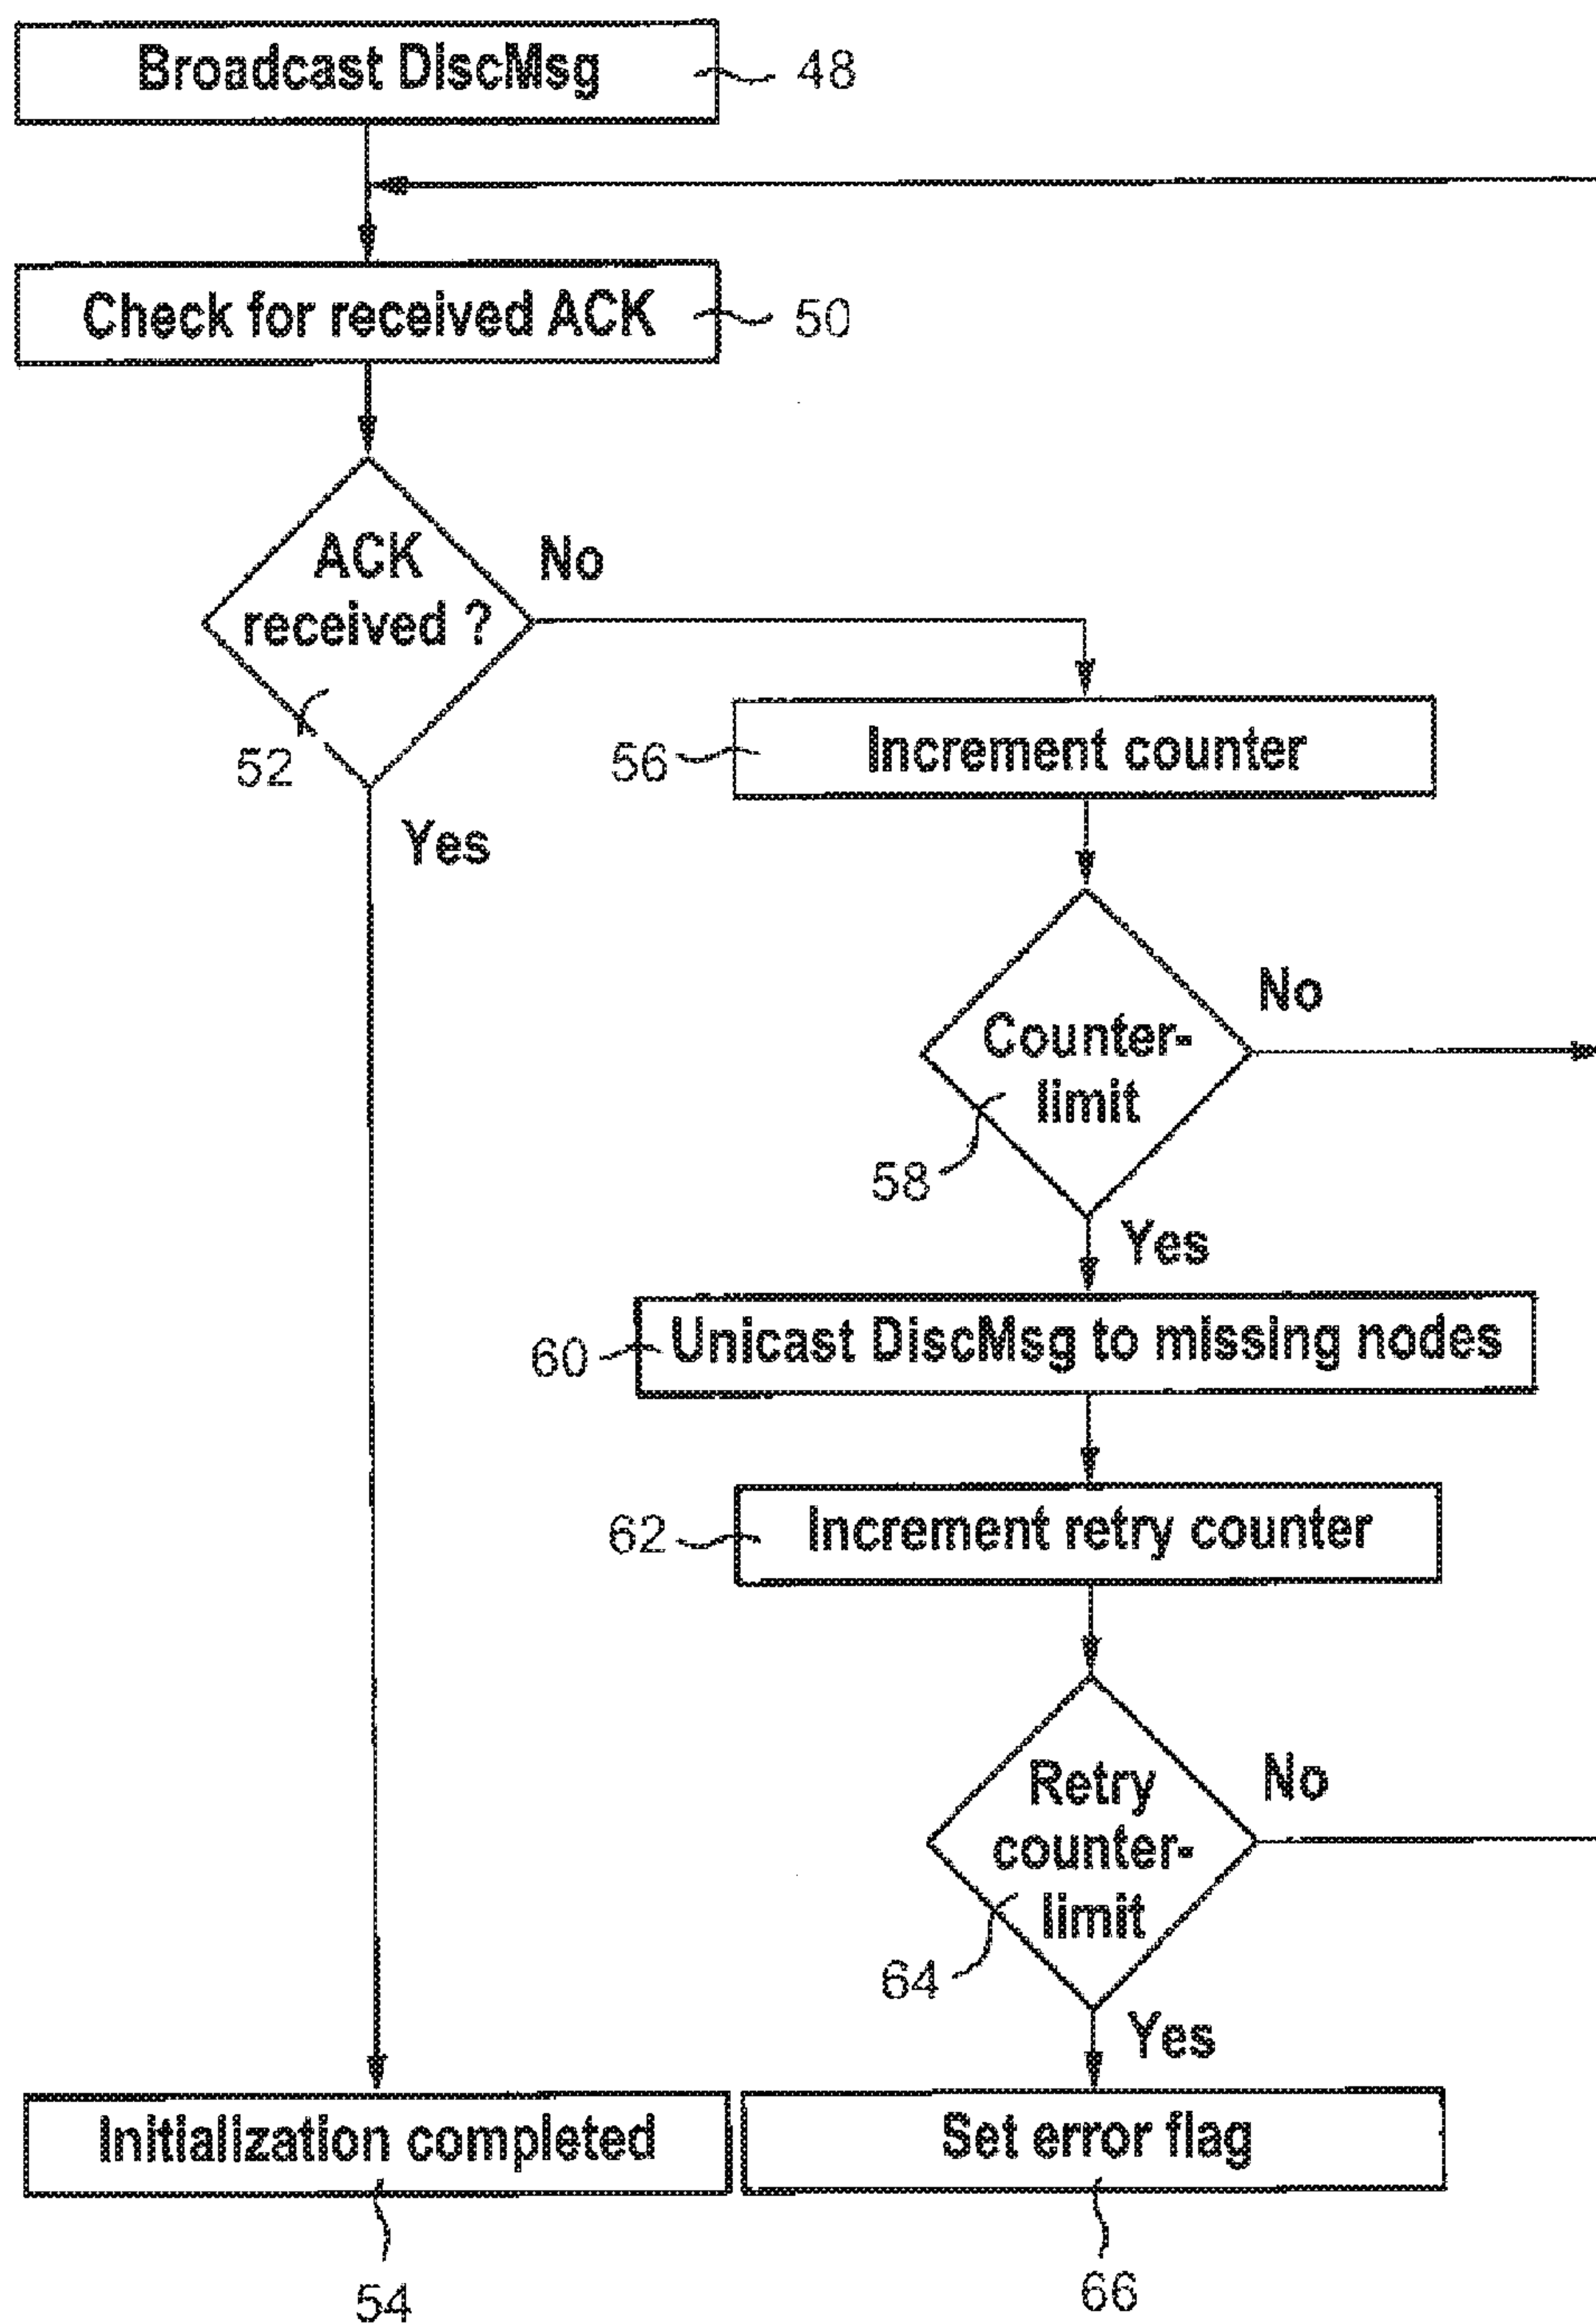 Broadcast DiscMsg
48
Check for received ACK
50
ACK
received ?
No
52
Yes
56
Increment counter
Counter-
limit
No
58
Yes
60
Unicast DiscMsg to missing nodes
62
Increment retry counter
Retry
counter-
limit
No
64
Yes
Initialization completed
Set error flag
54
66